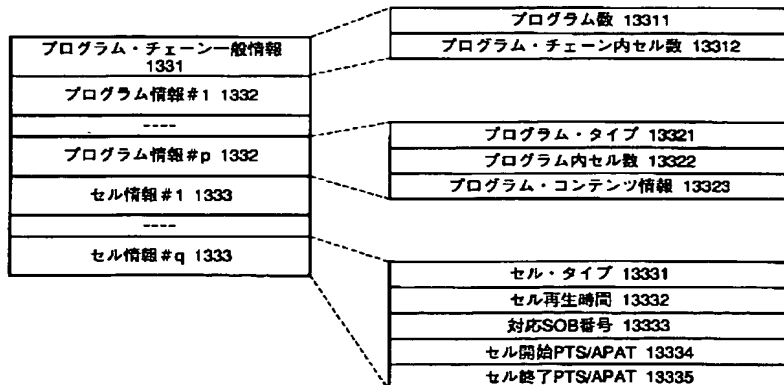 プログラム・チェーン一般情報
1331
プログラム情報#1 1332
----
プログラム情報#p 1332
セル情報#1 1333
----
セル情報#q 1333
プログラム数 13311
プログラム・チェーン内セル数 13312
プログラム・タイプ 13321
プログラム内セル数 13322
プログラム・コンテンツ情報 13323
セル・タイプ 13331
セル再生時間 13332
対応SOB番号 13333
セル開始PTS/APAT 13334
セル終了PTS/APAT 13335